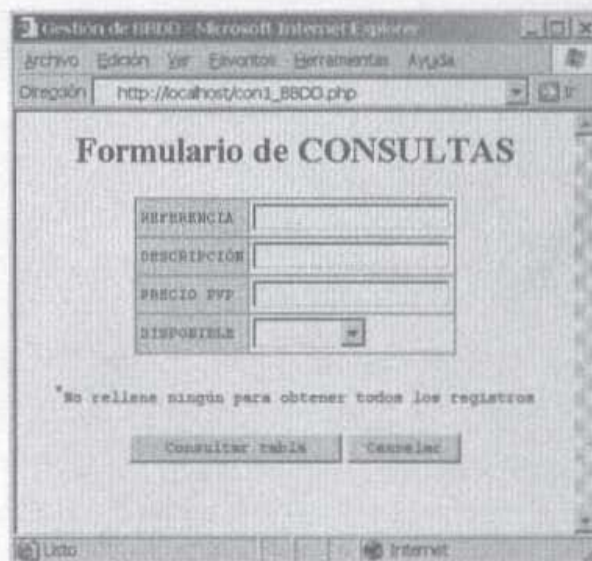 Gestión de BBDD - Microsoft Internet Explorer
Archivo Edición Ver Favoritos Herramientas Ayuda
Dirección http://localhost/con1_BBDD.php Ir
Formulario de CONSULTAS
REFERENCIA
DESCRIPCIÓN
PRECIO PVP
DISPONIBLE
*No rellene ningún para obtener todos los registros
Consultar tabla Cancelar
Listo Internet